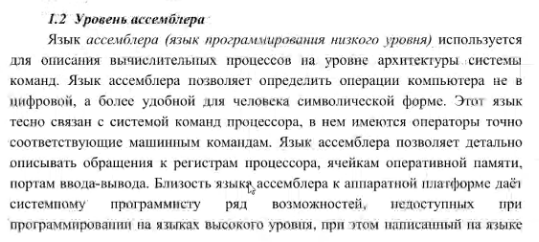 1.2 Уровень ассемблера
Язык ассемблера (язык программирования низкого уровня) используется
для описания вычислительных процессов на уровне архитектуры системы
команд. Язык ассемблера позволяет определить операции компьютера не в
цифровой, а более удобной для человека символической форме. Этот язык
тесно связан с системой команд процессора, в нем имеются операторы точно
соответствующие машинным командам. Язык ассемблера позволяет детально
описывать обращения к регистрам процессора, ячейкам оперативной памяти,
портам ввода-вывода. Близость языка ассемблера к аппаратной платформе даёт
системному программисту ряд возможностей, недоступных при
программировании на языках высокого уровня, при этом написанный на языке